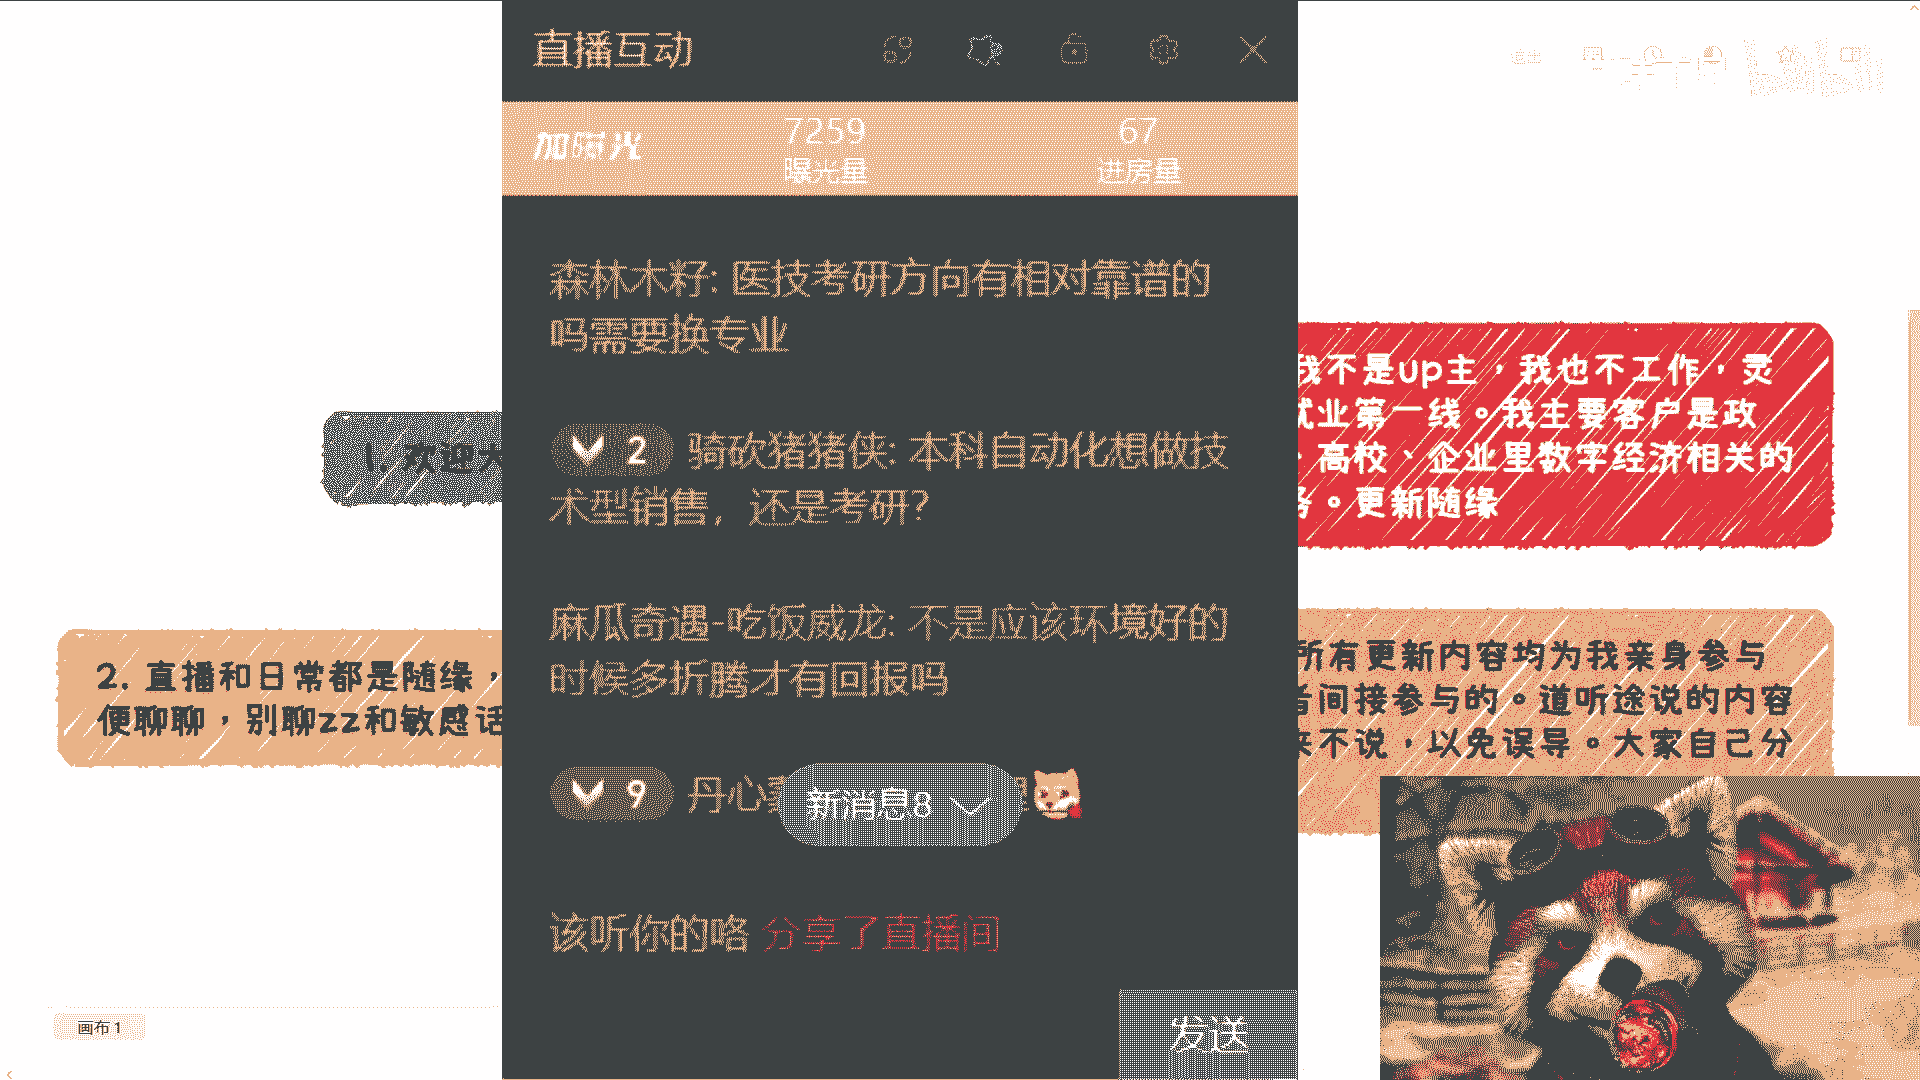 直播互动
加曝光
7259
曝光量
67
进房量
森林木籽: 医技考研方向有相对靠谱的
吗需要换专业
2 骑砍猪猪侠: 本科自动化想做技
术型销售，还是考研?
麻瓜奇遇-吃饭威龙: 不是应该环境好的
时候多折腾才有回报吗
9 丹心
新消息8
该听你的咯 分享了直播间
发送
1. 欢迎大
2. 直播和日常都是随缘，
便聊聊，别聊zz和敏感话
我不是up主，我也不工作，灵
就业第一线。我主要客户是政
、高校、企业里数字经济相关的
务。更新随缘
所有更新内容均为我亲身参与
者间接参与的。道听途说的内容
来不说，以免误导。大家自己分
画布 1